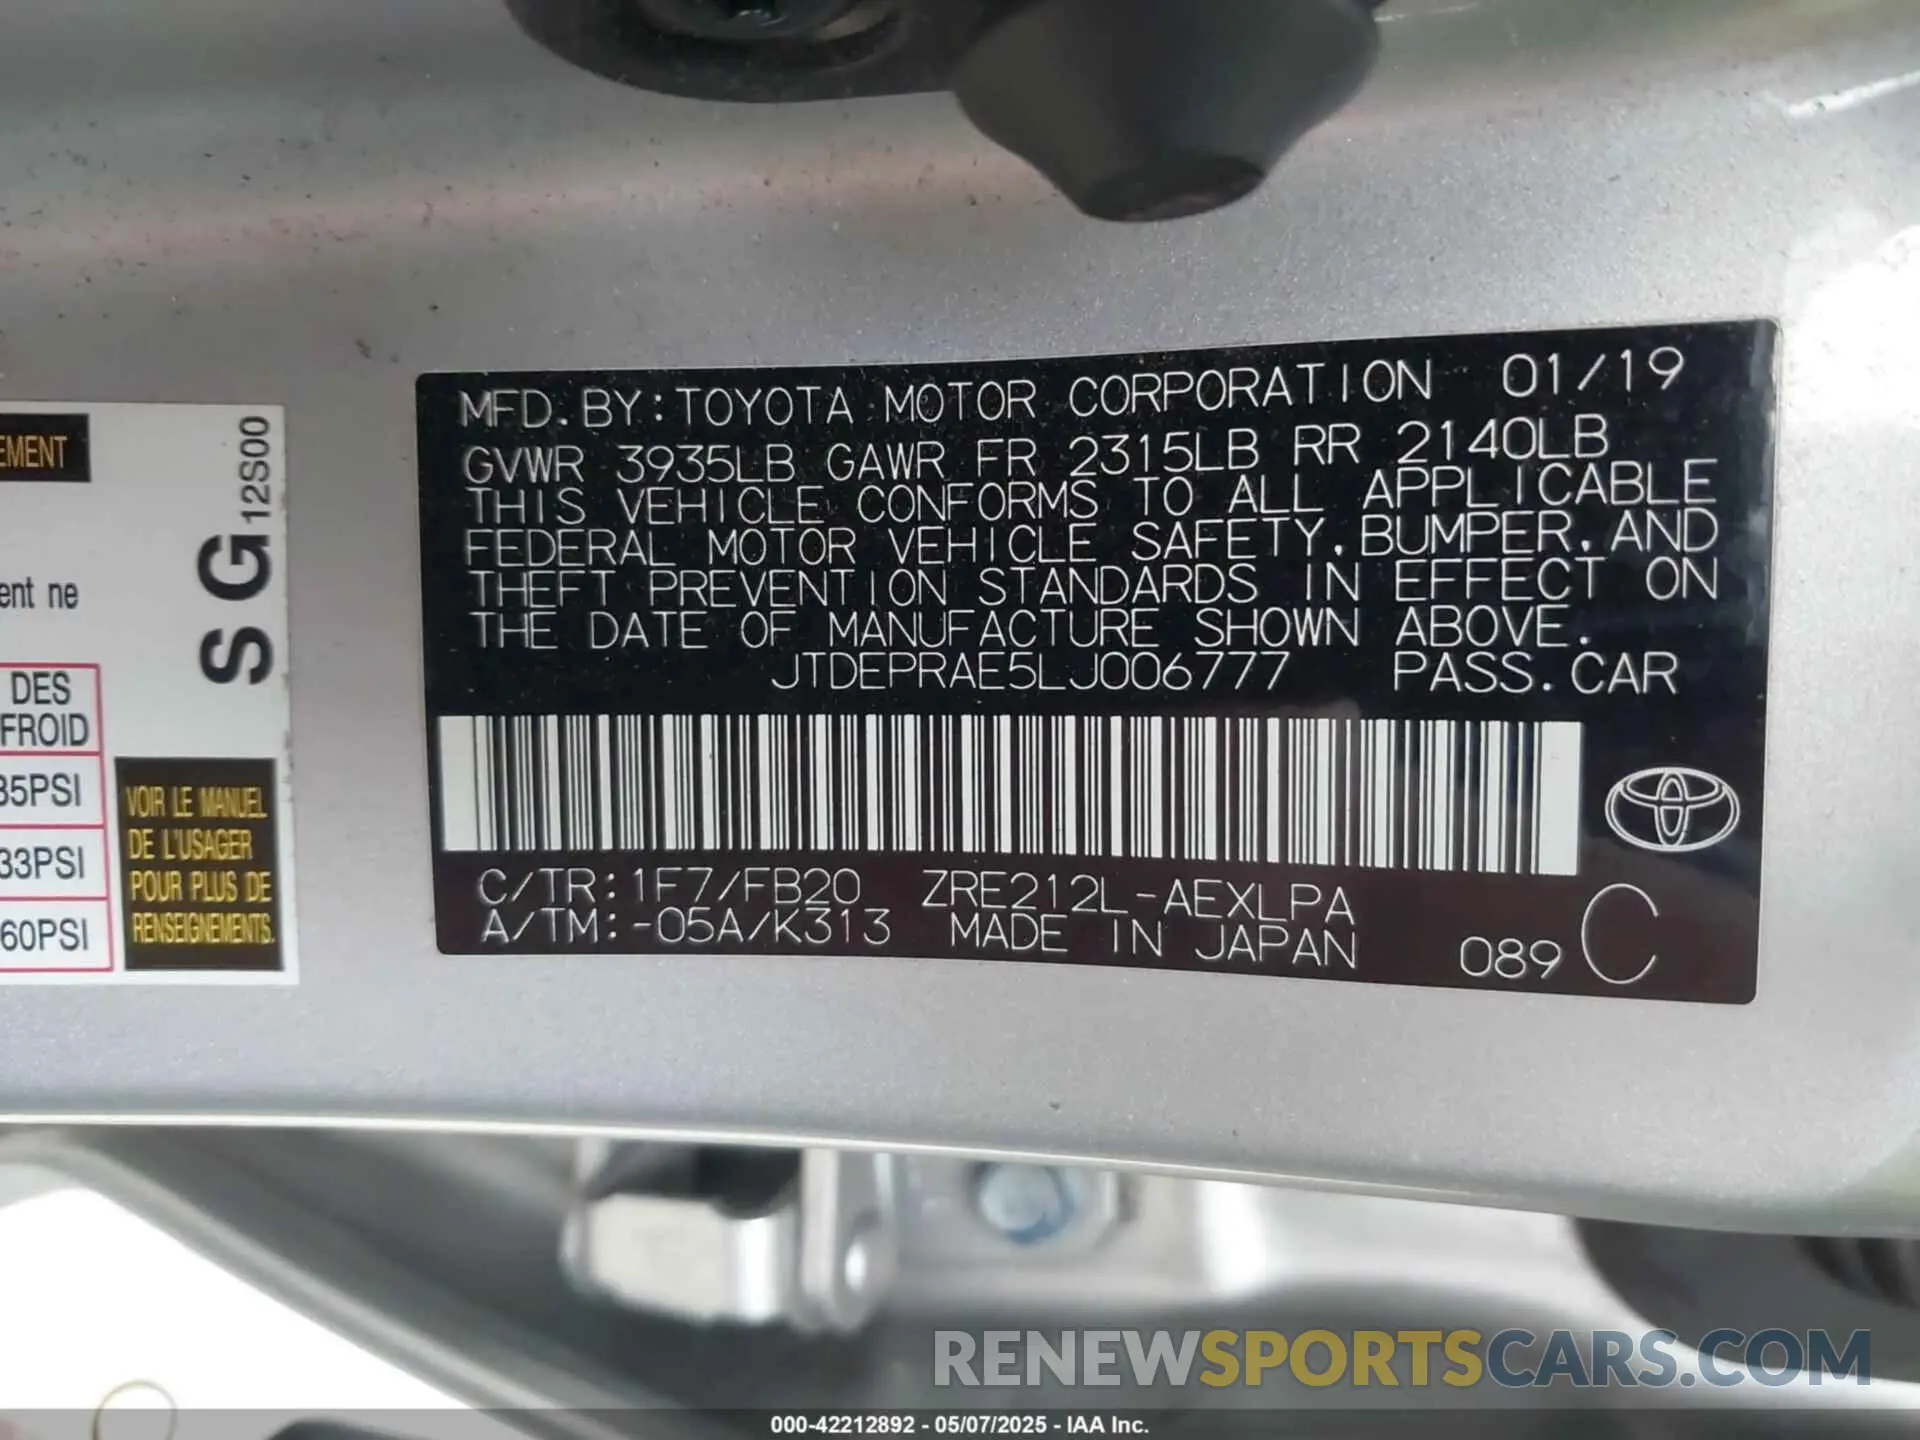 EMENT
12S00
S G
ent ne
DES
FROID
35PSI
33PSI
60PSI
VOIR LE MANUEL
DE L'USAGER
POUR PLUS DE
RENSEIGNEMENTS.
MFD. BY: TOYOTA MOTOR CORPORATION 01/19
GVWR 3935LB GAWR FR 2315LB RR 2140LB
THIS VEHICLE CONFORMS TO ALL APPLICABLE
FEDERAL MOTOR VEHICLE SAFETY, BUMPER, AND
THEFT PREVENTION STANDARDS IN EFFECT ON
THE DATE OF MANUFACTURE SHOWN ABOVE.
JTDEPRAE5LJ006777 PASS. CAR
C/TR: 1F7/FB20 ZRE212L-AEXLPA
A/TM: -05A/K313 MADE IN JAPAN 089 C
RENEWSPORTSCARS.COM
000-42212892 - 05/07/2025 - IAA Inc.